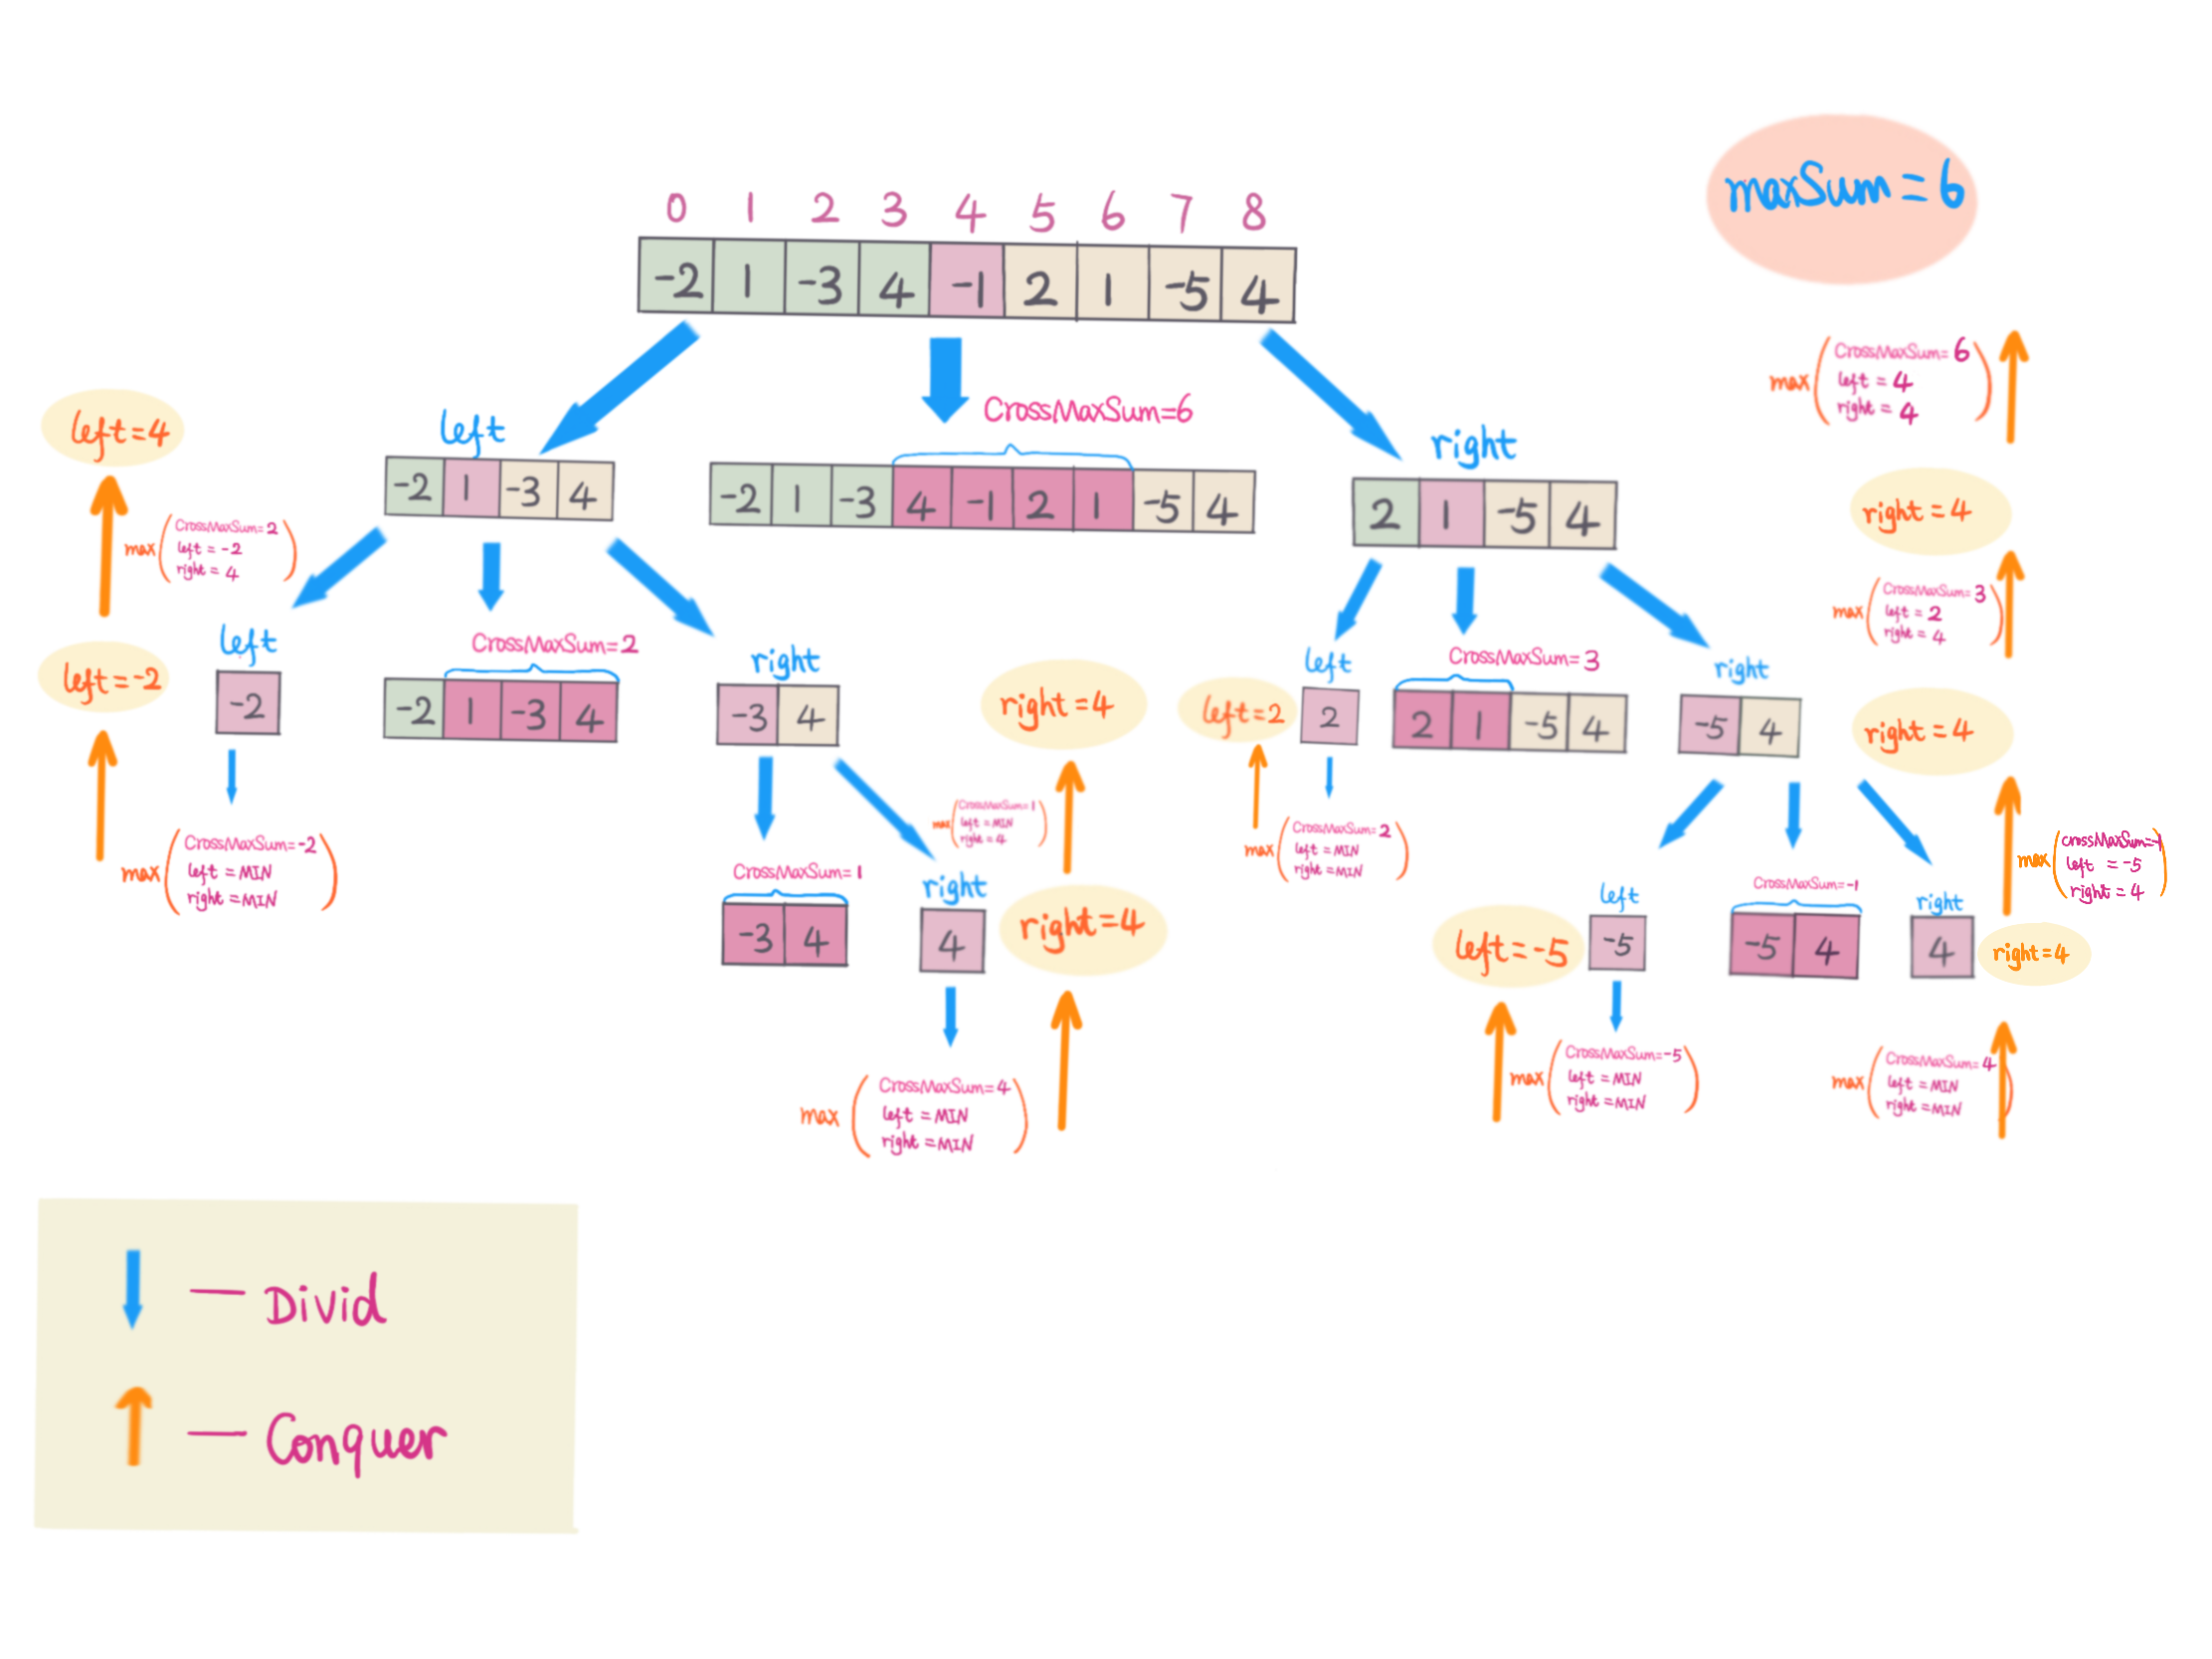 maxSum = 6
0 1 2 3 4 5 6 7 8
-2 1 -3 4 -1 2 1 -5 4
max
CrossMaxSum= 6
left = 4
right = 4
left=4
left
CrossMaxSum=6
right
right = 4
-2 1 -3 4
-2 1 -3 4 -1 2 1 -5 4
2 1 -5 4
max
CrossMaxSum= 2
left = -2
right = 4
max
CrossMaxSum= 3
left = 2
right = 4
left=-2
left
-2
CrossMaxSum=2
-2 1 -3 4
right
-3 4
right=4
left=2
left
2
CrossMaxSum= 3
2 1 -5 4
right
-5 4
right = 4
max
CrossMaxSum=-2
left = MIN
right =MIN
max
CrossMaxSum= 1
left = MIN
right = 4
max
CrossMaxSum= 2
left = MIN
right =MIN
max
crossMaxSum=-1
left = -5
right = 4
CrossMaxSum= 1
-3 4
right
4
right=4
left=-5
left
-5
CrossMaxSum=-1
-5 4
right
4
right=4
max
CrossMaxSum= 4
left = MIN
right =MIN
max
CrossMaxSum=-5
left = MIN
right =MIN
max
CrossMaxSum= 4
left = MIN
right =MIN
— Divid
— Conquer